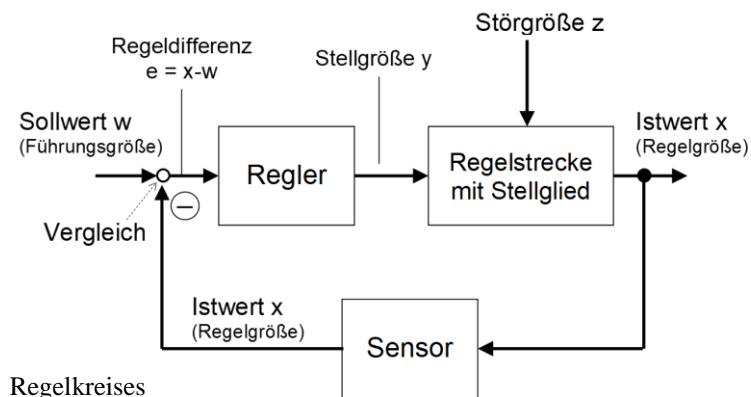 Störgröße z
Regeldifferenz
e = x-w
Stellgröße y
Sollwert w
(Führungsgröße)
Istwert x
(Regelgröße)
Regler
Regelstrecke
mit Stellglied
Vergleich
−
Istwert x
(Regelgröße)
Sensor
Regelkreises